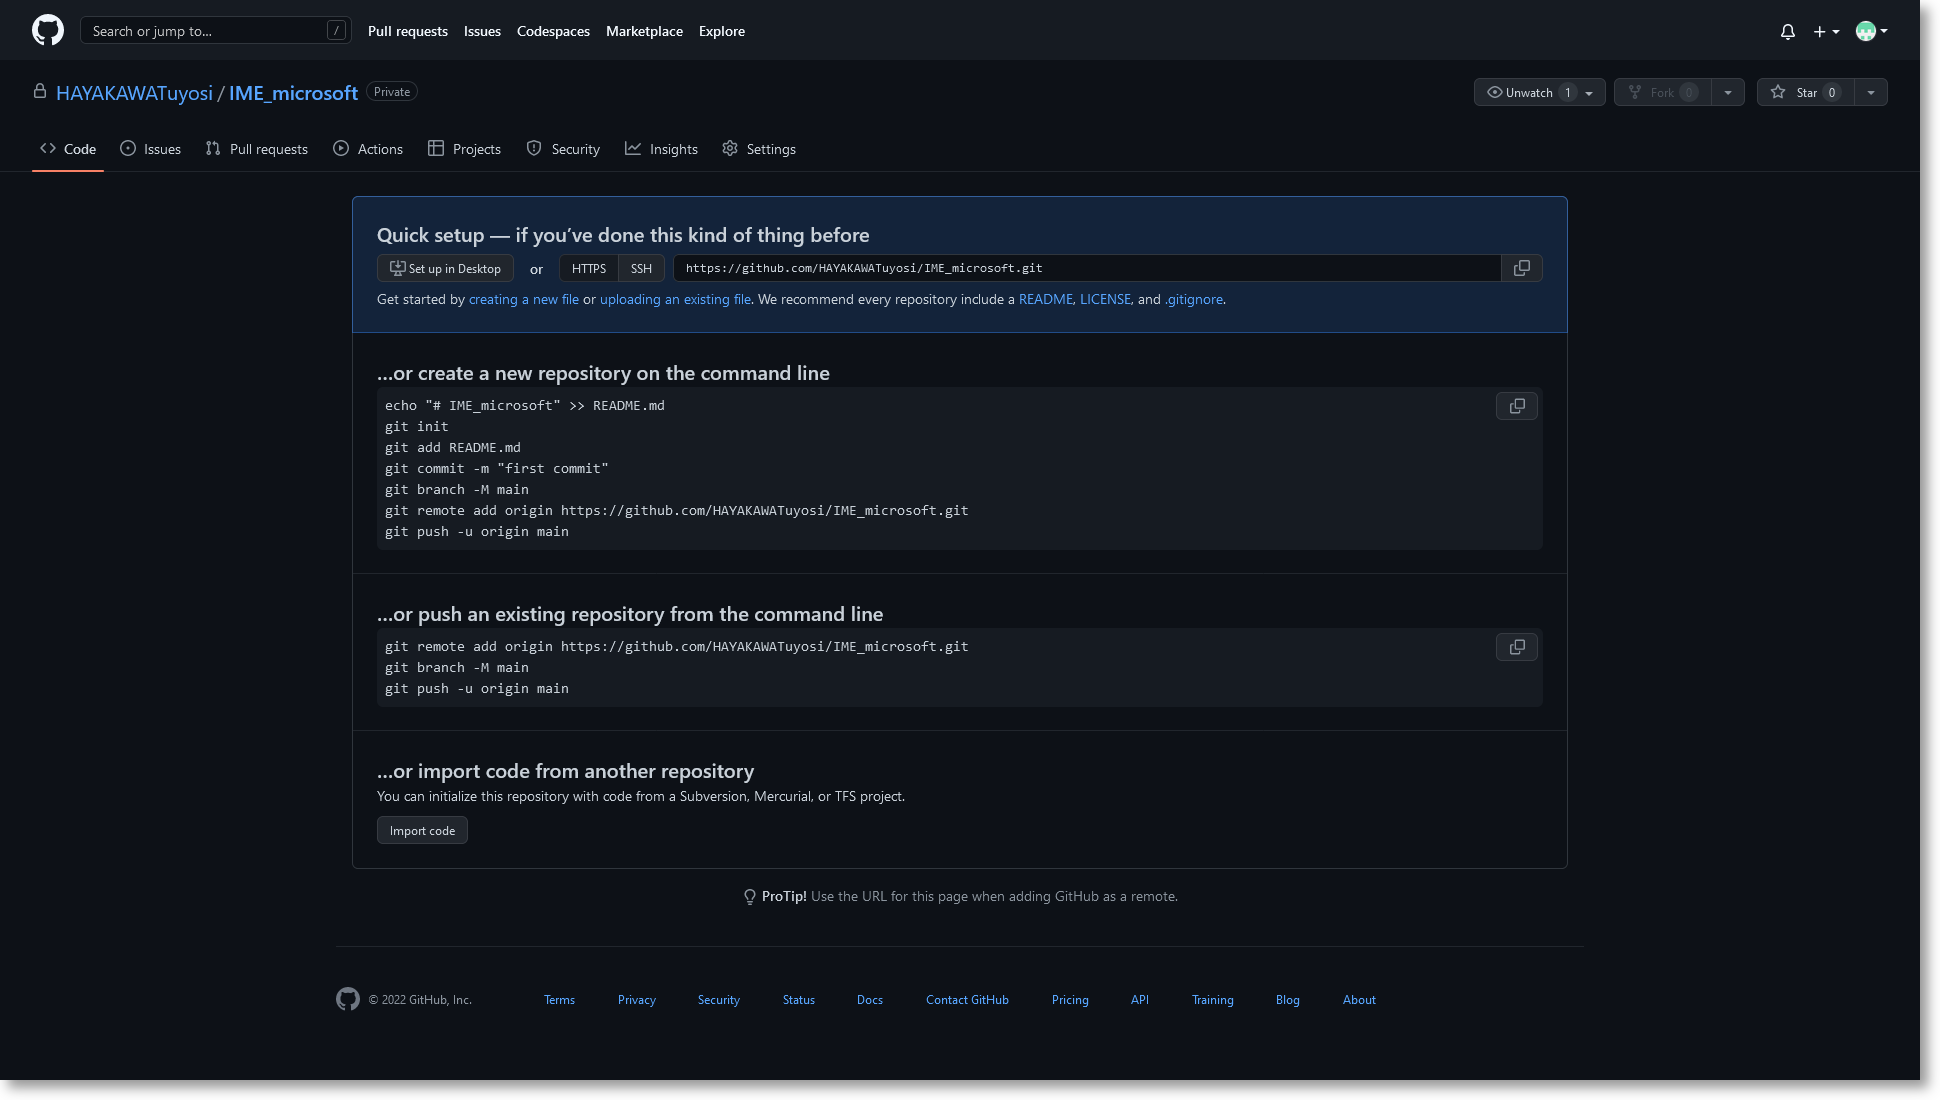 Search or jump to... /
Pull requests Issues Codespaces Marketplace Explore
HAYAKAWATuyosi / IME_microsoft Private
Unwatch 1 Fork 0 Star 0
Code Issues Pull requests Actions Projects Security Insights Settings
Quick setup — if you’ve done this kind of thing before
Set up in Desktop or HTTPS SSH https://github.com/HAYAKAWATuyosi/IME_microsoft.git
Get started by creating a new file or uploading an existing file. We recommend every repository include a README, LICENSE, and .gitignore.
…or create a new repository on the command line
echo "# IME_microsoft" >> README.md
git init
git add README.md
git commit -m "first commit"
git branch -M main
git remote add origin https://github.com/HAYAKAWATuyosi/IME_microsoft.git
git push -u origin main
…or push an existing repository from the command line
git remote add origin https://github.com/HAYAKAWATuyosi/IME_microsoft.git
git branch -M main
git push -u origin main
…or import code from another repository
You can initialize this repository with code from a Subversion, Mercurial, or TFS project.
Import code
ProTip! Use the URL for this page when adding GitHub as a remote.
© 2022 GitHub, Inc. Terms Privacy Security Status Docs Contact GitHub Pricing API Training Blog About